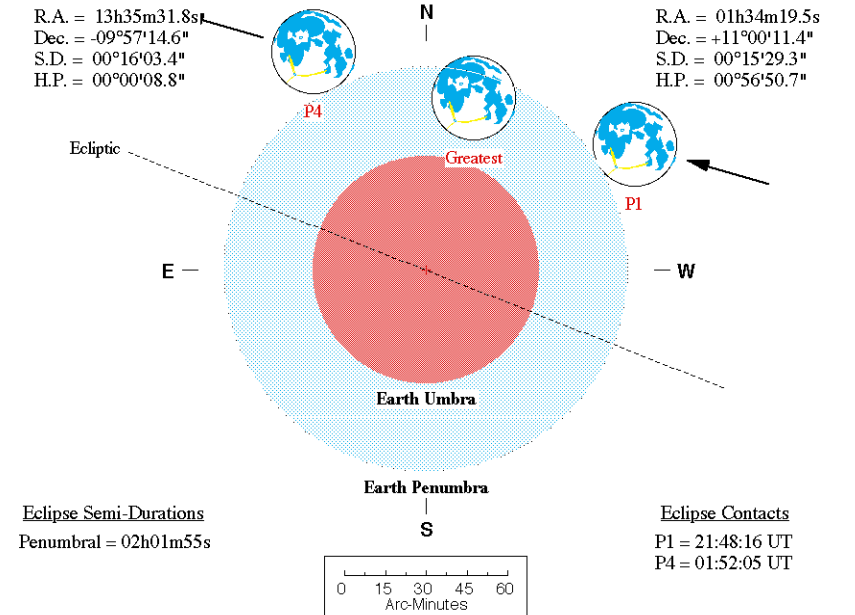 R.A. = 13h35m31.8s
Dec. = -09°57'14.6"
S.D. = 00°16'03.4"
H.P. = 00°00'08.8"
N
R.A. = 01h34m19.5s
Dec. = +11°00'11.4"
S.D. = 00°15'29.3"
H.P. = 00°56'50.7"
P4
Greatest
P1
Ecliptic
E
W
Earth Umbra
Earth Penumbra
S
Eclipse Semi-Durations
Penumbral = 02h01m55s
Eclipse Contacts
P1 = 21:48:16 UT
P4 = 01:52:05 UT
0 15 30 45 60
Arc-Minutes